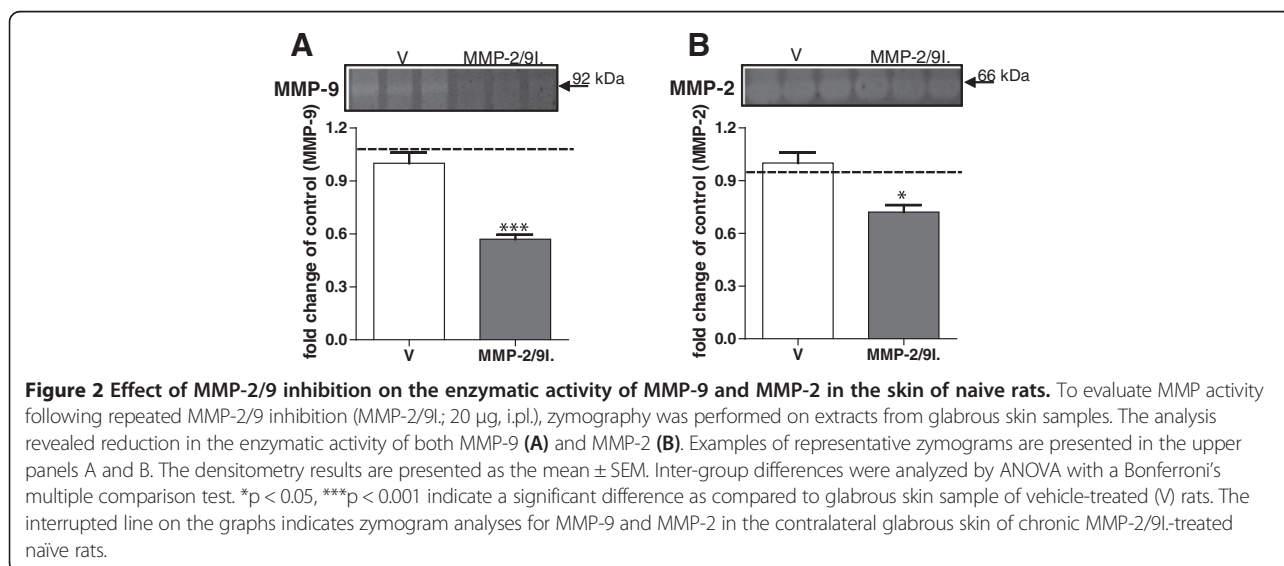 A
B
V MMP-2/9I.
V MMP-2/9I.
MMP-9
92 kDa
MMP-2
66 kDa
fold change of control (MMP-9)
1.2
0.9
0.6
0.3
0.0
***
V MMP-2/9I.
fold change of control (MMP-2)
1.2
0.9
0.6
0.3
0.0
*
V MMP-2/9I.
Figure 2 Effect of MMP-2/9 inhibition on the enzymatic activity of MMP-9 and MMP-2 in the skin of naive rats. To evaluate MMP activity
following repeated MMP-2/9 inhibition (MMP-2/9I.; 20 μg, i.pl.), zymography was performed on extracts from glabrous skin samples. The analysis
revealed reduction in the enzymatic activity of both MMP-9 (A) and MMP-2 (B). Examples of representative zymograms are presented in the upper
panels A and B. The densitometry results are presented as the mean ± SEM. Inter-group differences were analyzed by ANOVA with a Bonferroni's
multiple comparison test. *p < 0.05, ***p < 0.001 indicate a significant difference as compared to glabrous skin sample of vehicle-treated (V) rats. The
interrupted line on the graphs indicates zymogram analyses for MMP-9 and MMP-2 in the contralateral glabrous skin of chronic MMP-2/9I.-treated
naïve rats.